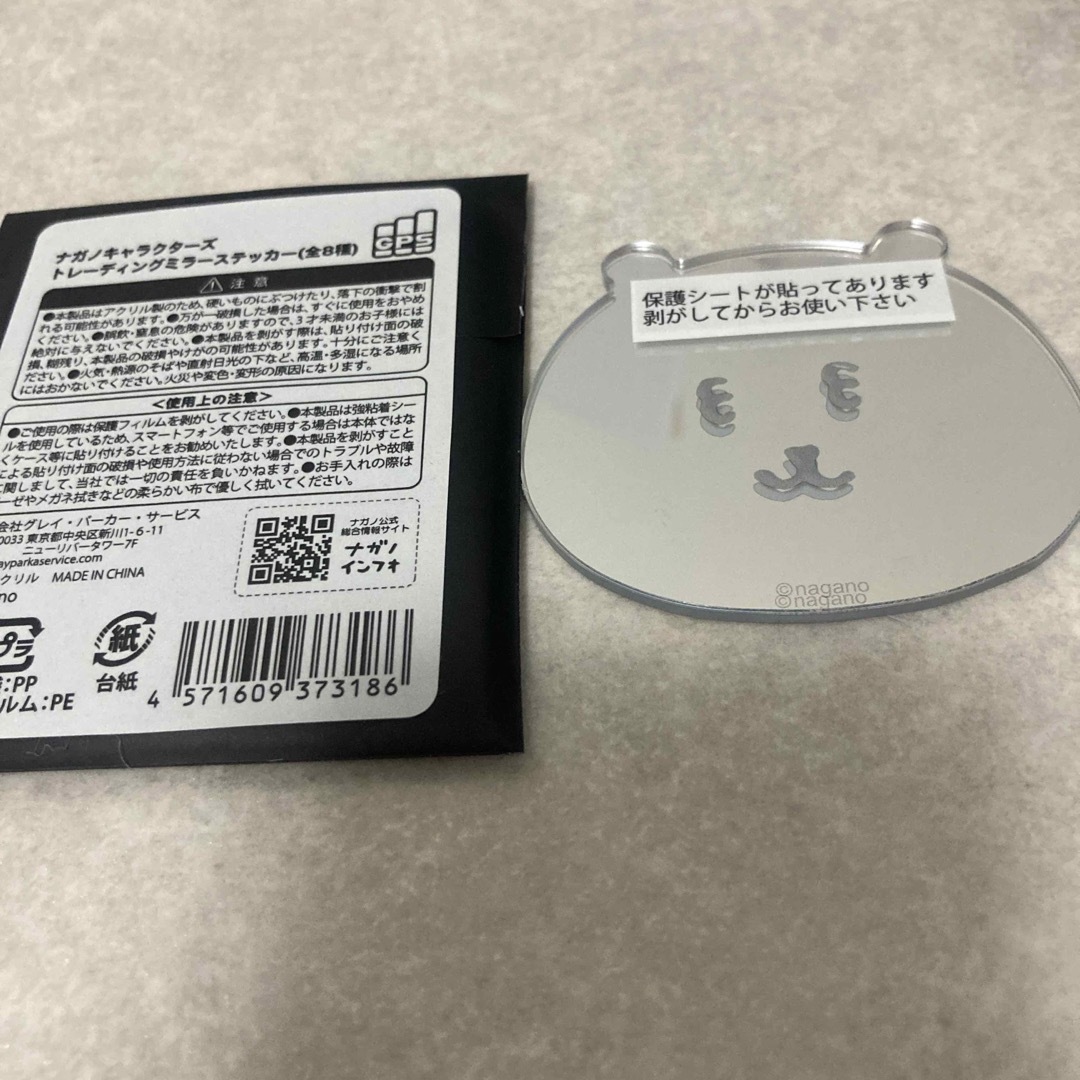 ナガノキャラクターズ
トレーディングミラーステッカー(全8種)
GPS
注意
●本製品はアクリル製のため、硬いものにぶつけたり、落下の衝撃で割
れる可能性があります。●万が一破損した場合は、すぐに使用をおやめ
ください。●誤飲・窒息の危険がありますので、3才未満のお子様には
絶対に与えないでください。●本製品を剥がす際は、貼り付け面の破
損、糊残り、本製品の破損やけがの可能性があります。十分にご注意く
ださい。●火気・熱源のそばや直射日光の下など、高温・多湿になる場所
にはおかないでください。火災や変色・変形の原因になります。
<使用上の注意>
●ご使用の際は保護フィルムを剥がしてください。●本製品は強粘着シー
ルを使用しているため、スマートフォン等でご使用する場合は本体ではな
くケース等に貼り付けることをお勧めいたします。●本製品を剥がすこと
による貼り付け面の破損や使用方法に従わない場合でのトラブルや故障
に関しまして、当社では一切の責任を負いかねます。●お手入れの際は
ーゼやメガネ拭きなどの柔らかい布で優しく拭いてください。
会社グレイ・パーカー・サービス
0033 東京都中央区新川1-6-11
ニューリバータワー7F
ayparkaservice.com
クリル MADE IN CHINA
no
ナガノ公式
総合情報サイト
ナガノ
インフォ
プラ
:PP
ルム:PE
紙
台紙
4 571609 373186
保護シートが貼ってあります
剥がしてからお使い下さい
©nagano
©nagano